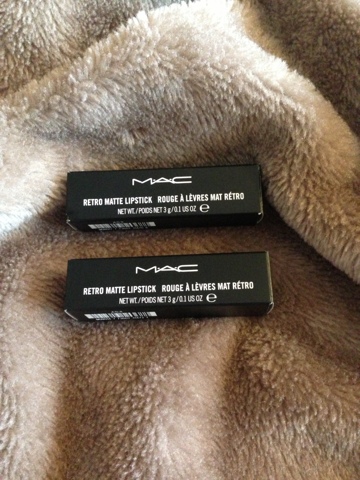 MAC
RETRO MATTE LIPSTICK ROUGE À LÈVRES MAT RÉTRO
NET WT./POIDS NET 3 g/0.1 US OZ e
MAC
RETRO MATTE LIPSTICK ROUGE À LÈVRES MAT RÉTRO
NET WT./POIDS NET 3 g/0.1 US OZ e